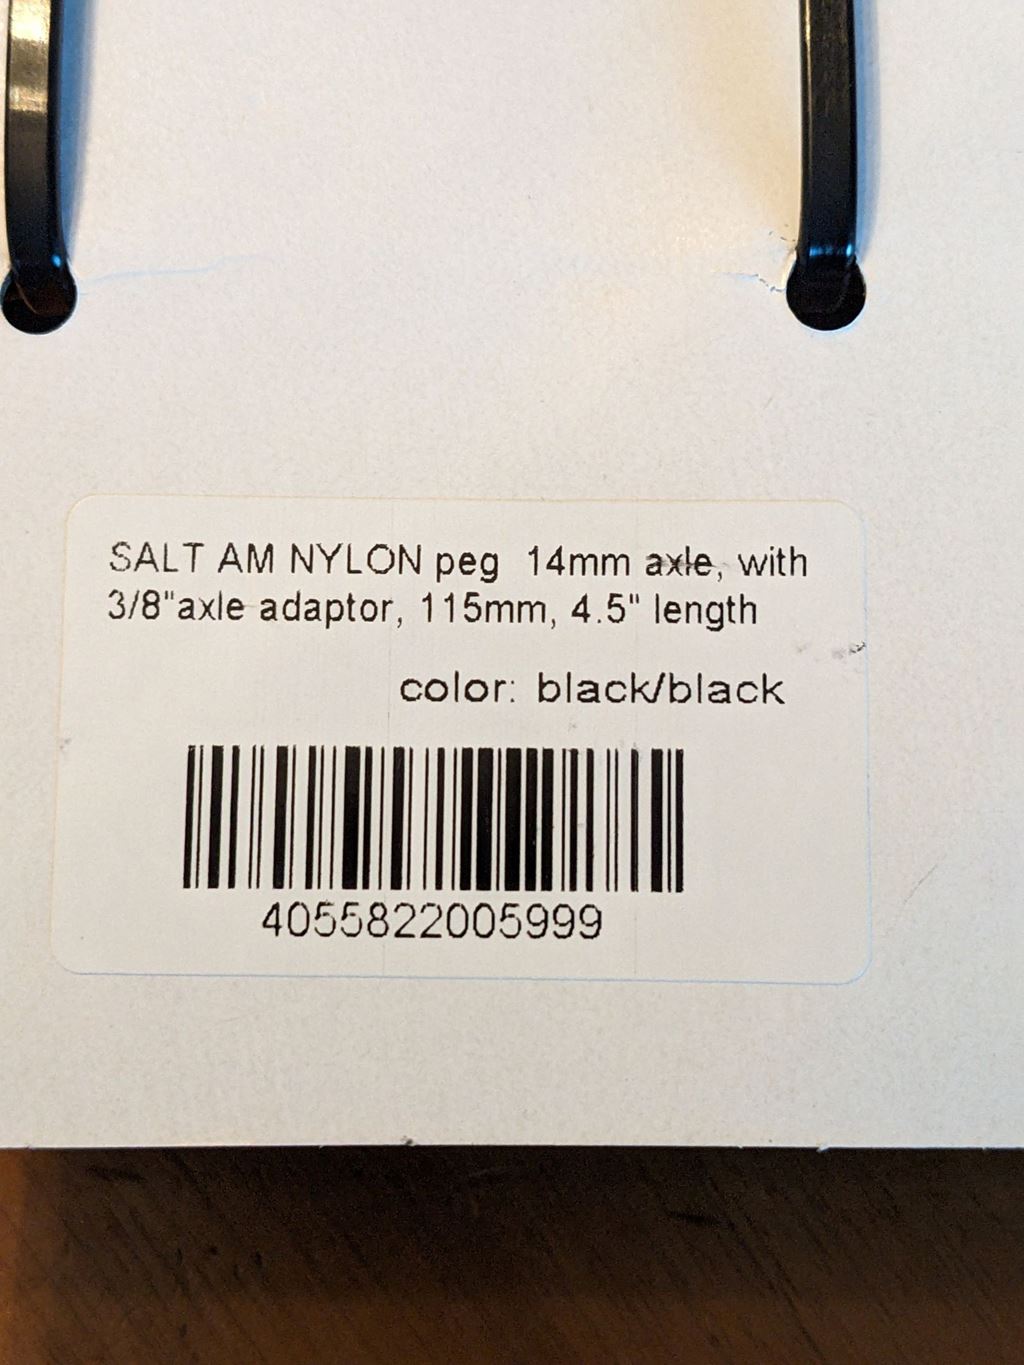 SALT AM NYLON peg 14mm axle, with
3/8"axle adaptor, 115mm, 4.5" length
color: black/black
4055822005999